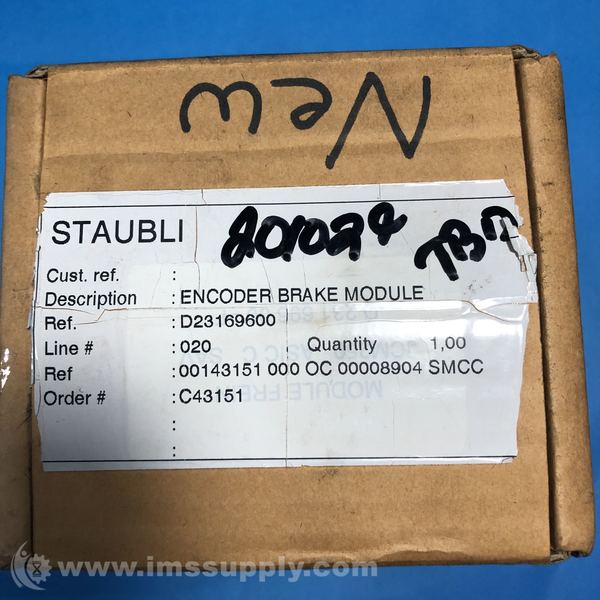 New
STAUBLI
TBM
Cust. ref. :
Description : ENCODER BRAKE MODULE
Ref. : D23169600
Line # : 020 Quantity 1,00
Ref : 00143151 000 OC 00008904 SMCC
Order # : C43151
:
:
www.imssupply.com